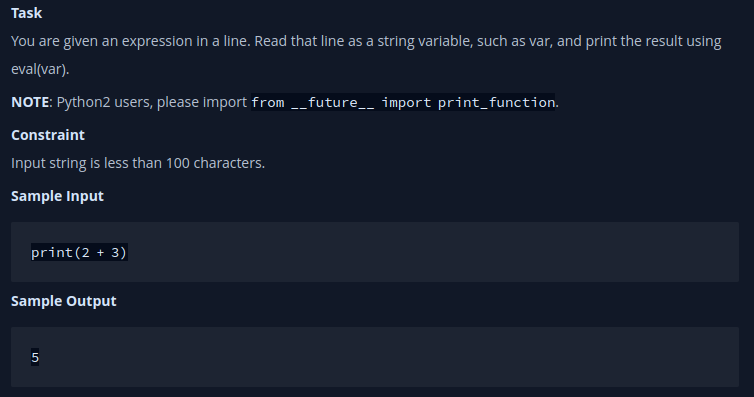 Task
You are given an expression in a line. Read that line as a string variable, such as var, and print the result using
eval(var).
NOTE: Python2 users, please import from __future__ import print_function.
Constraint
Input string is less than 100 characters.
Sample Input
print(2 + 3)
Sample Output
5